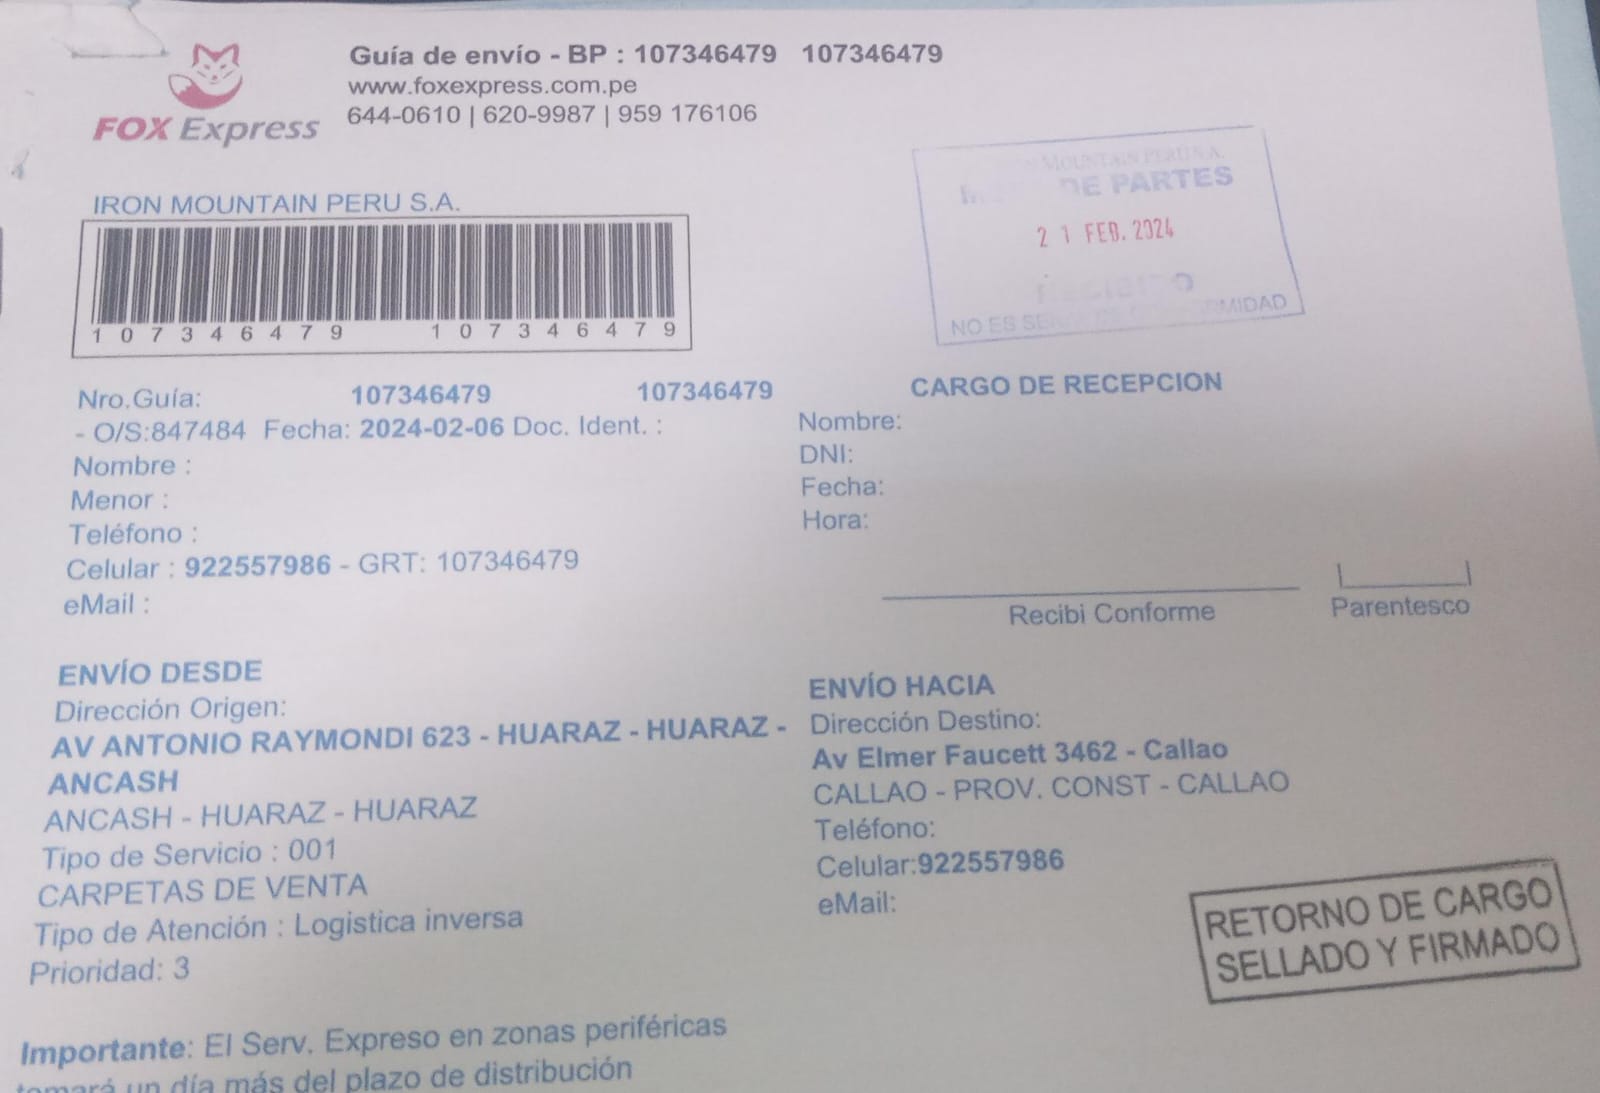 FOX Express
Guía de envío - BP : 107346479 107346479
www.foxexpress.com.pe
644-0610 | 620-9987 | 959 176106
MOUNTAIN PERU S.A.
DE PARTES
21 FEB. 2024
NO ES
IRON MOUNTAIN PERU S.A.
107346479 107346479
Nro.Guía: 107346479 107346479
- O/S:847484 Fecha: 2024-02-06 Doc. Ident. :
Nombre :
Menor :
Teléfono :
Celular : 922557986 - GRT: 107346479
eMail :
CARGO DE RECEPCION
Nombre:
DNI:
Fecha:
Hora:
Recibi Conforme
Parentesco
ENVÍO DESDE
Dirección Origen:
AV ANTONIO RAYMONDI 623 - HUARAZ - HUARAZ -
ANCASH
ANCASH - HUARAZ - HUARAZ
Tipo de Servicio : 001
CARPETAS DE VENTA
Tipo de Atención : Logistica inversa
Prioridad: 3
ENVÍO HACIA
Dirección Destino:
Av Elmer Faucett 3462 - Callao
CALLAO - PROV. CONST - CALLAO
Teléfono:
Celular:922557986
eMail:
RETORNO DE CARGO
SELLADO Y FIRMADO
Importante: El Serv. Expreso en zonas periféricas
tomará un día más del plazo de distribución